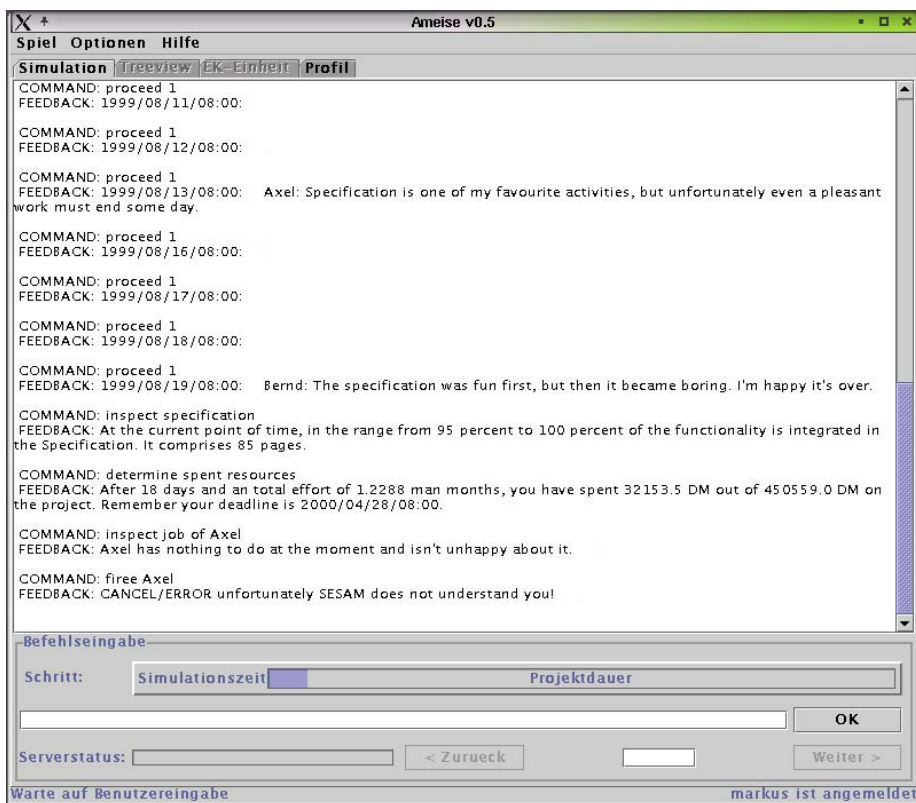 Ameise v0.5
Spiel Optionen Hilfe
Simulation Treeview EK-Einheit Profil
COMMAND: proceed 1
FEEDBACK: 1999/08/11/08:00:
COMMAND: proceed 1
FEEDBACK: 1999/08/12/08:00:
COMMAND: proceed 1
FEEDBACK: 1999/08/13/08:00: Axel: Specification is one of my favourite activities, but unfortunately even a pleasant
work must end some day.
COMMAND: proceed 1
FEEDBACK: 1999/08/16/08:00:
COMMAND: proceed 1
FEEDBACK: 1999/08/17/08:00:
COMMAND: proceed 1
FEEDBACK: 1999/08/18/08:00:
COMMAND: proceed 1
FEEDBACK: 1999/08/19/08:00: Bernd: The specification was fun first, but then it became boring. I'm happy it's over.
COMMAND: inspect specification
FEEDBACK: At the current point of time, in the range from 95 percent to 100 percent of the functionality is integrated in
the Specification. It comprises 85 pages.
COMMAND: determine spent resources
FEEDBACK: After 18 days and an total effort of 1.2288 man months, you have spent 32153.5 DM out of 450559.0 DM on
the project. Remember your deadline is 2000/04/28/08:00.
COMMAND: inspect job of Axel
FEEDBACK: Axel has nothing to do at the moment and isn't unhappy about it.
COMMAND: firee Axel
FEEDBACK: CANCEL/ERROR unfortunately SESAM does not understand you!
Befehlseingabe
Schritt: Simulationszeit Projektdauer
OK
Serverstatus: < Zurueck Weiter >
Warte auf Benutzereingabe markus ist angemeldet